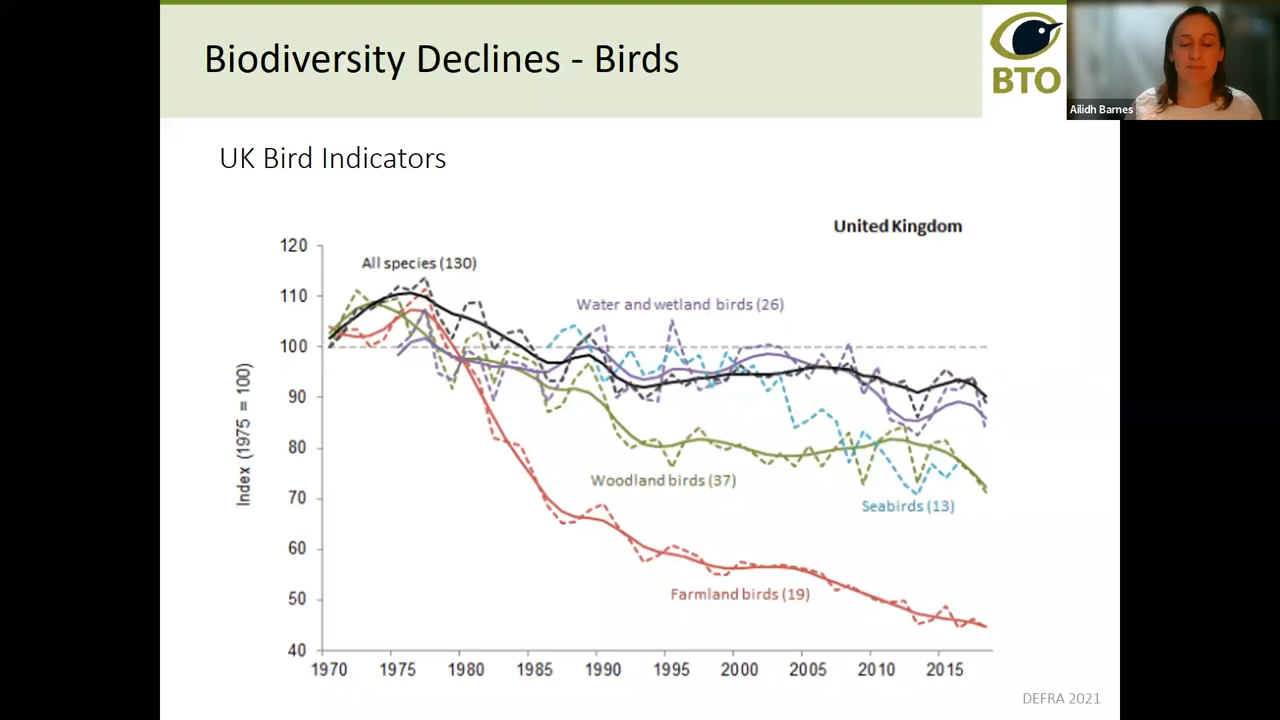 Biodiversity Declines - Birds
BTO
Ailidh Barnes
UK Bird Indicators
United Kingdom
120
All species (130)
110
Water and wetland birds (26)
100
Index (1975 = 100)
90
80
Woodland birds (37)
70
Seabirds (13)
60
Farmland birds (19)
50
40
1970 1975 1980 1985 1990 1995 2000 2005 2010 2015
DEFRA 2021